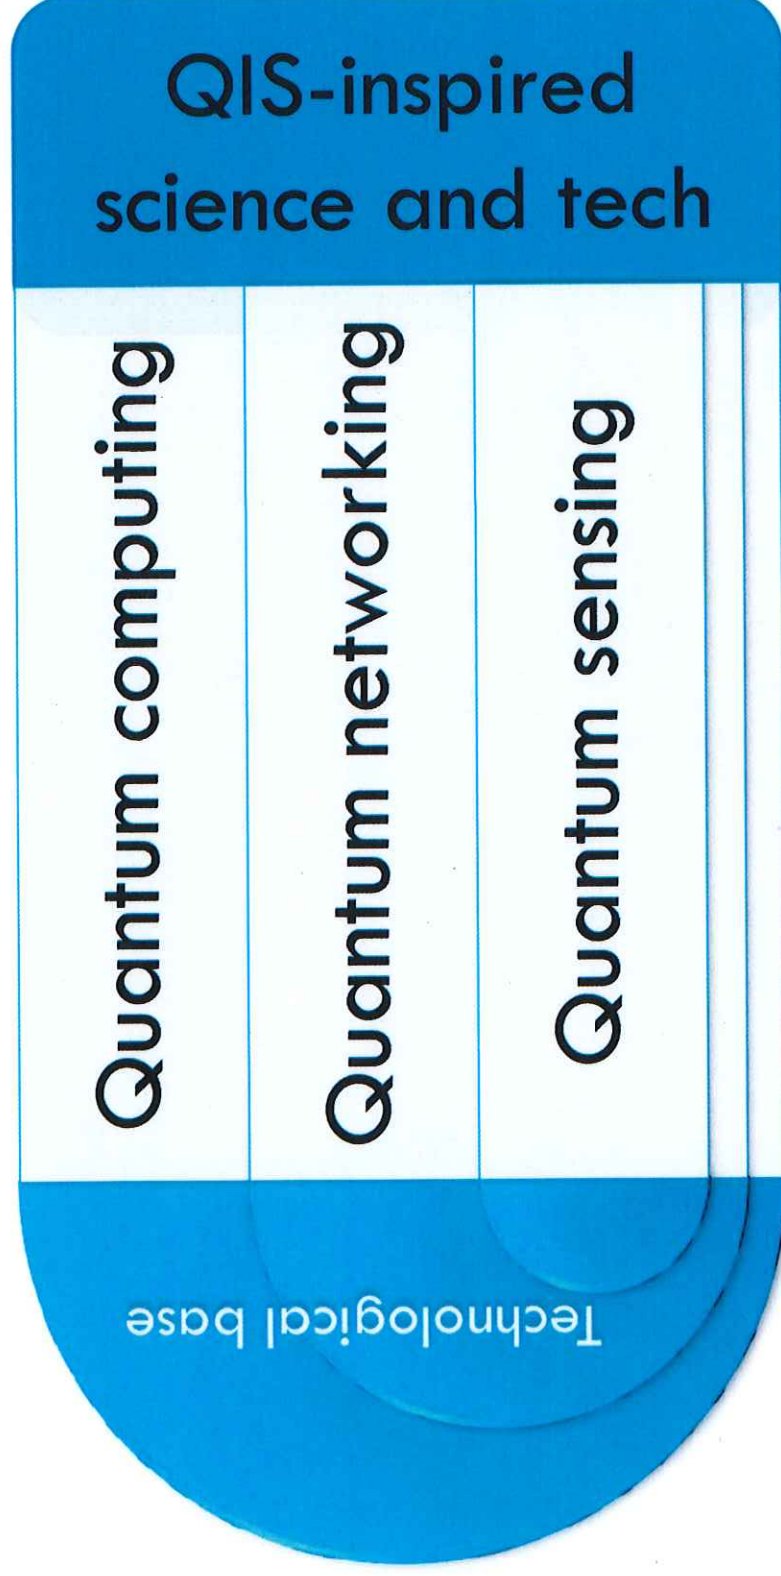 QIS-inspired
science and tech
Quantum computing
Quantum networking
Quantum sensing
Technological base